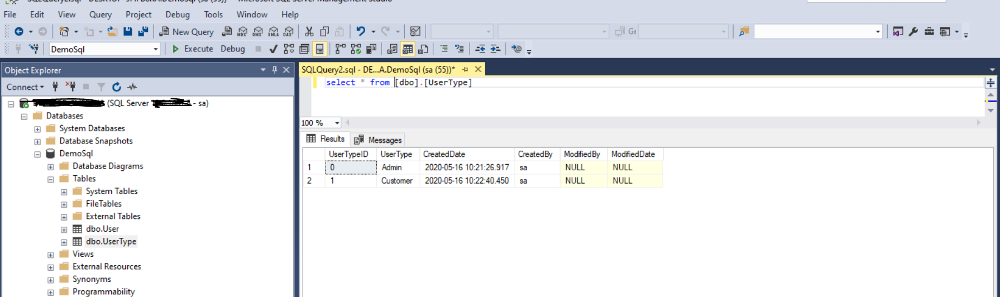 File Edit View Query Project Debug Tools Window Help
New Query MDX DMX XMLA DAX
DemoSql Execute Debug
Object Explorer
Connect
(SQL Server - sa)
Databases
System Databases
Database Snapshots
DemoSql
Database Diagrams
Tables
System Tables
FileTables
External Tables
dbo.User
dbo.UserType
Views
External Resources
Synonyms
Programmability
SQLQuery2.sql - DE...A.DemoSql (sa (55))*
select * from [dbo].[UserType]
100 %
Results Messages
UserTypeID UserType CreatedDate CreatedBy ModifiedBy ModifiedDate
1 0 Admin 2020-05-16 10:21:26.917 sa NULL NULL
2 1 Customer 2020-05-16 10:22:40.450 sa NULL NULL